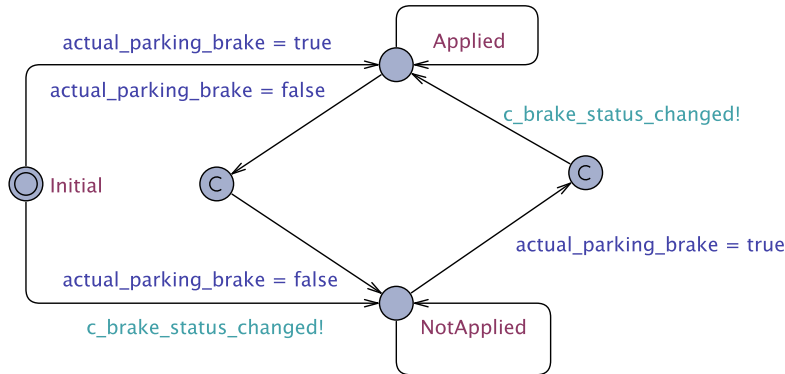 actual_parking_brake = true
Applied
actual_parking_brake = false
c_brake_status_changed!
C
C
Initial
actual_parking_brake = true
actual_parking_brake = false
c_brake_status_changed!
NotApplied